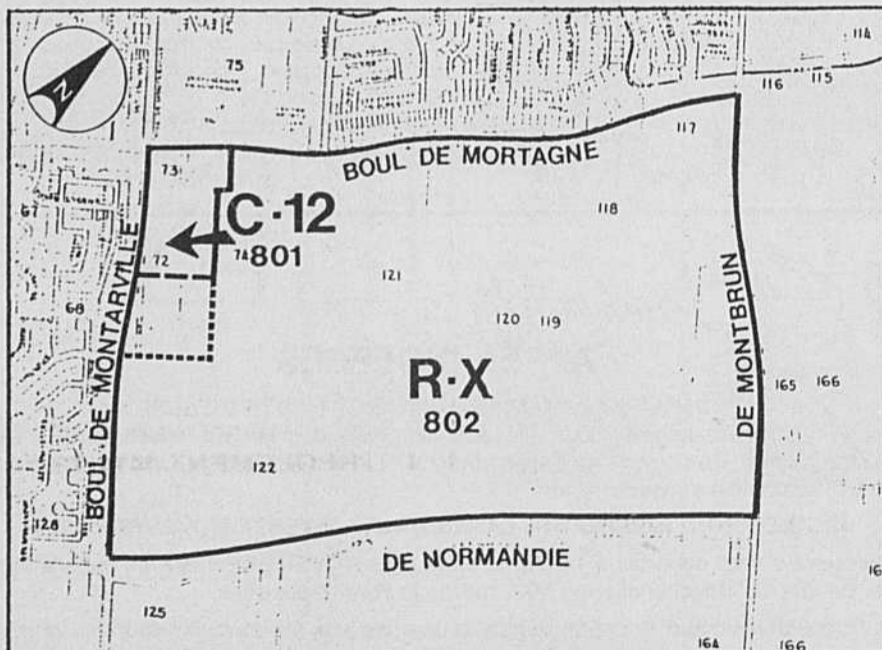 N
114
75
116
115
117
BOUL DE MORTAGNE
73
67
C·12
118
BOUL DE MONTARVILLE
72
74 801
121
68
120 119
DE MONTBRUN
R·X
165 166
802
122
128
DE NORMANDIE
125
164 166